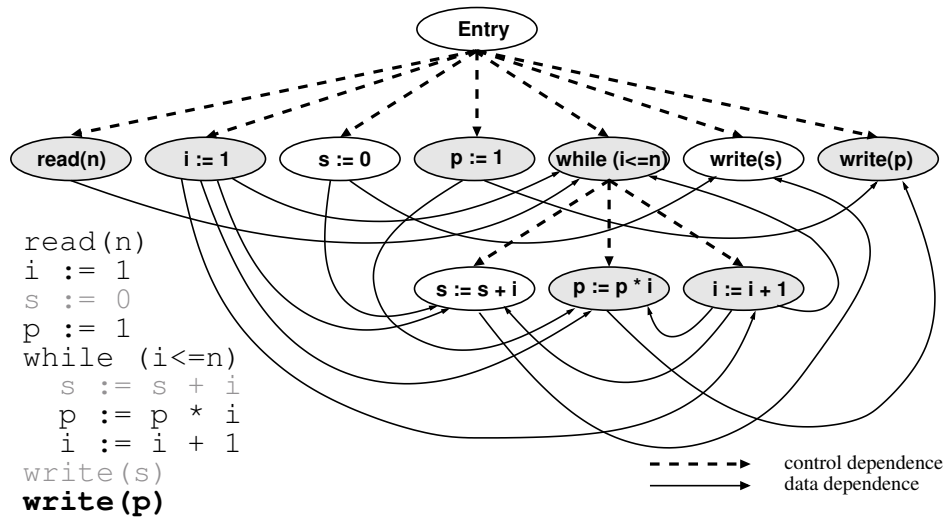 Entry
read(n) i := 1 s := 0 p := 1 while (i<=n) write(s) write(p)
s := s + i p := p * i i := i + 1
read(n)
i := 1
s := 0
p := 1
while (i<=n)
s := s + i
p := p * i
i := i + 1
write(s)
write(p)
control dependence
data dependence